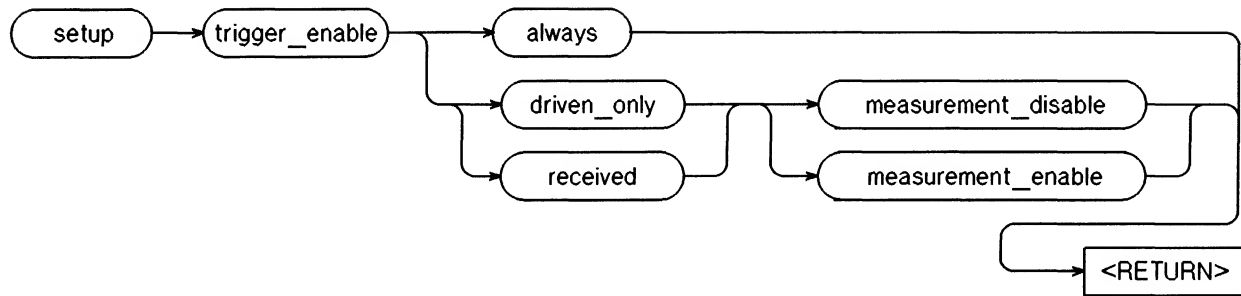 setup
trigger_enable
always
driven_only
measurement_disable
received
measurement_enable
<RETURN>